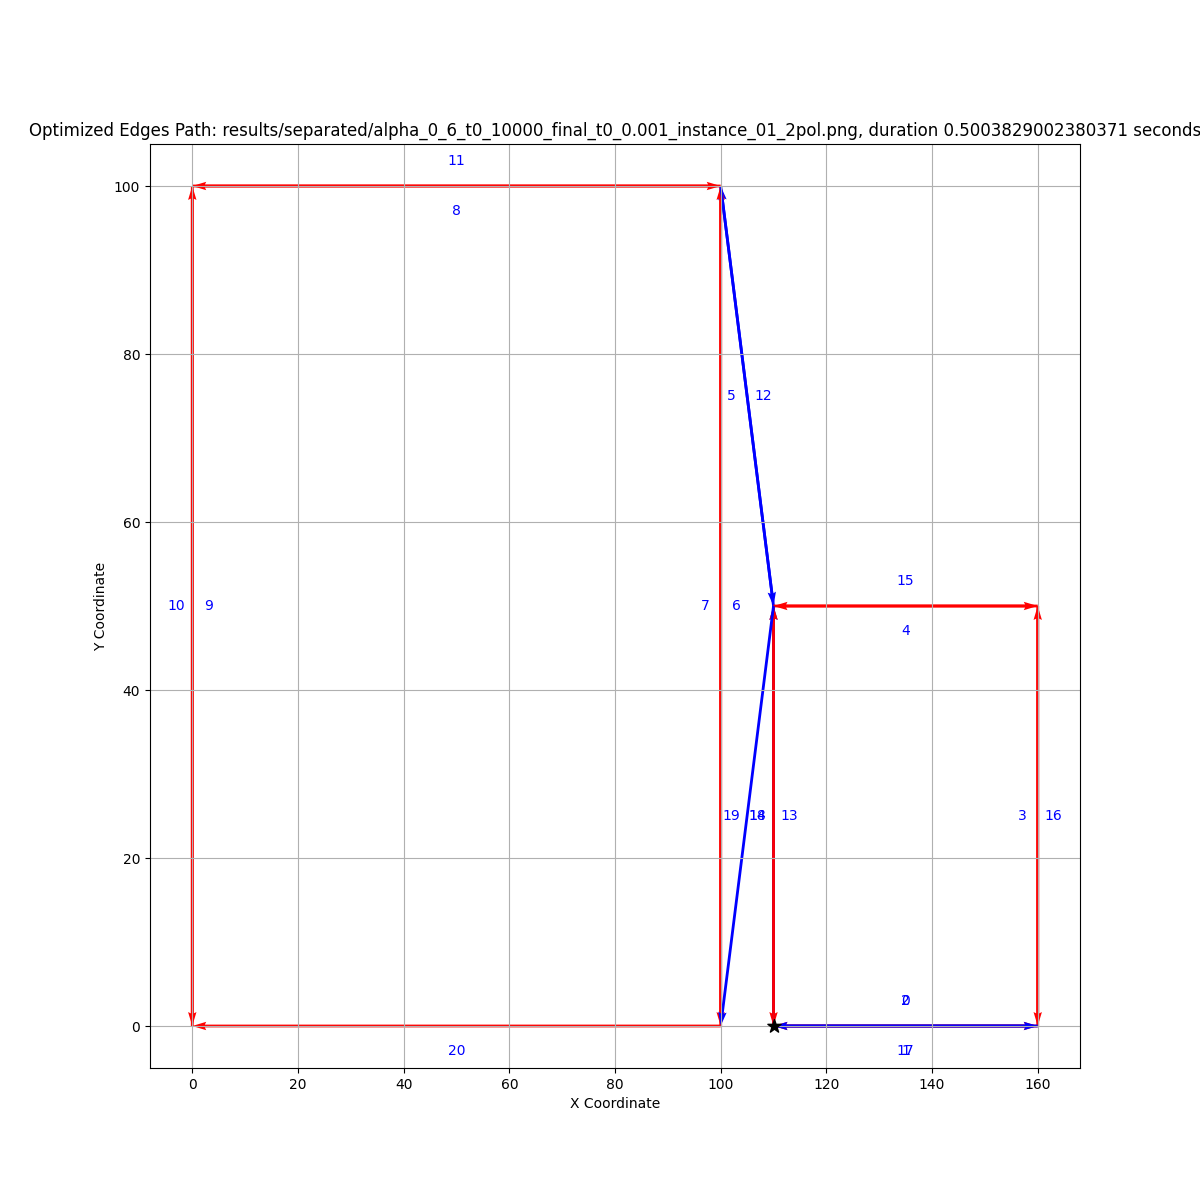 Optimized Edges Path: results/separated/alpha_0_6_t0_10000_final_t0_0.001_instance_01_2pol.png, duration 0.5003829002380371 seconds
11
100
8
80
5 12
60
10 9 7 6
15
4
40
19 13 3 16
20
0
20
0 20 40 60 80 100 120 140 160
X Coordinate
Y Coordinate